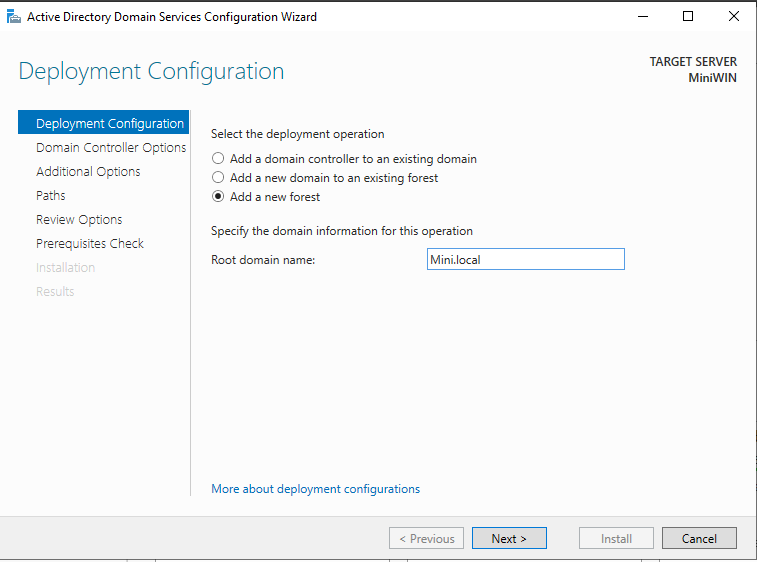 Active Directory Domain Services Configuration Wizard
Deployment Configuration
TARGET SERVER
MiniWIN
Deployment Configuration
Domain Controller Options
Additional Options
Paths
Review Options
Prerequisites Check
Installation
Results
Select the deployment operation
Add a domain controller to an existing domain
Add a new domain to an existing forest
Add a new forest
Specify the domain information for this operation
Root domain name: Mini.local
More about deployment configurations
< Previous Next > Install Cancel